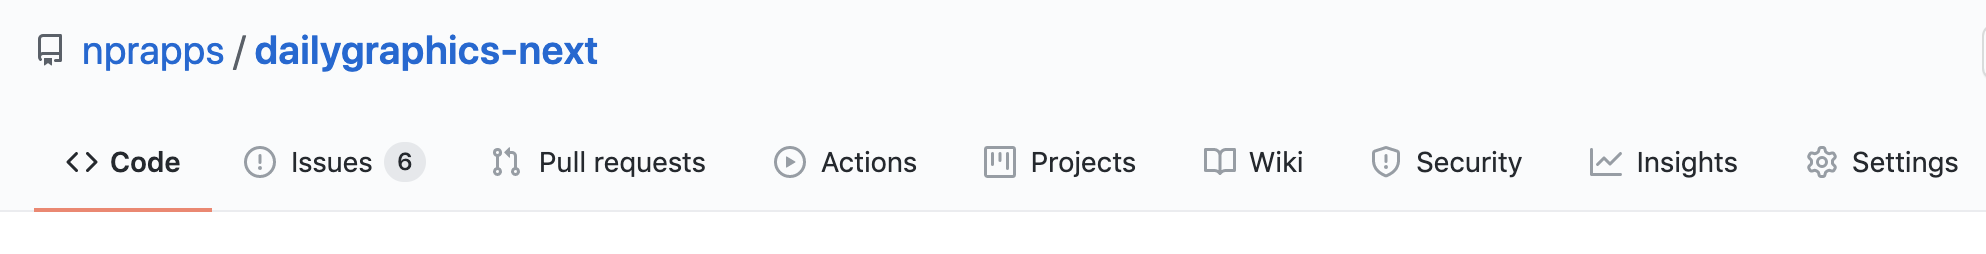 nprapps / dailygraphics-next
Code Issues 6 Pull requests Actions Projects Wiki Security Insights Settings